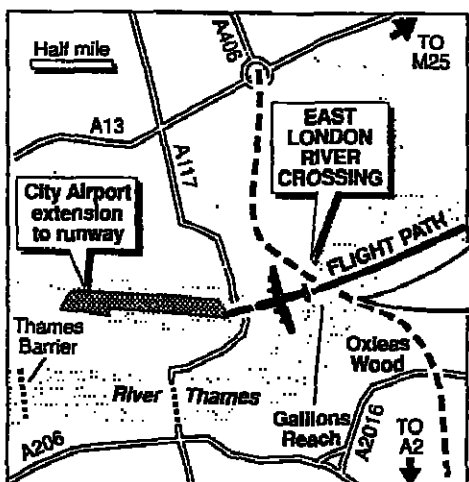 Half mile
A406
TO
M25
A13
A117
EAST
LONDON
RIVER
CROSSING
City Airport
extension
to runway
FLIGHT PATH
Thames
Barrier
Oxleas
Wood
River Thames
Gallions
Reach
A2016
TO
A2
A206